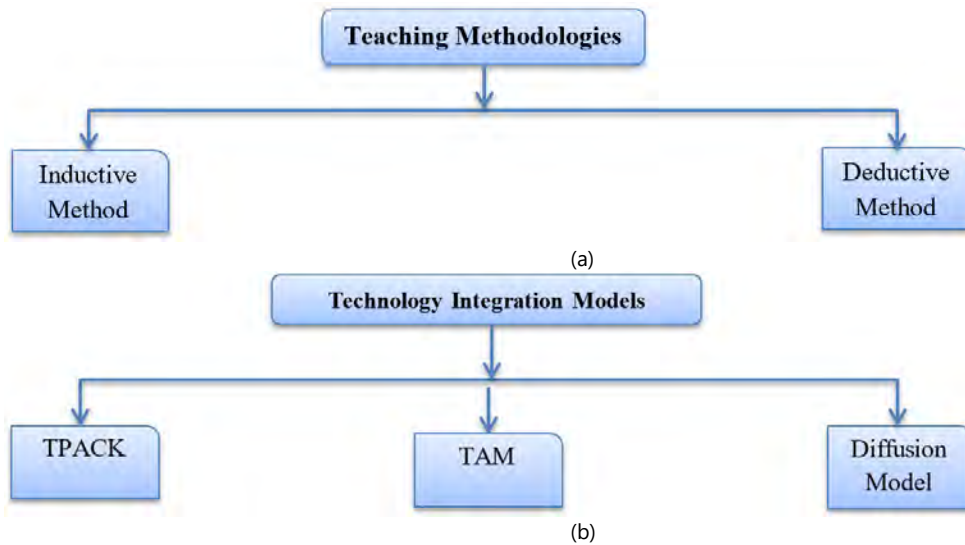 Teaching Methodologies
Inductive
Method
Deductive
Method
(a)
Technology Integration Models
TPACK
TAM
Diffusion
Model
(b)